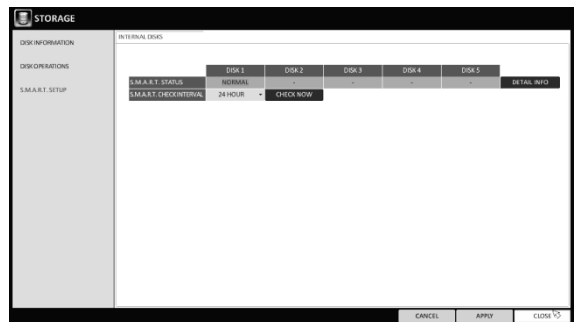 STORAGE
DISK INFORMATION
DISK OPERATIONS
S.M.A.R.T. SETUP
INTERNAL DISKS
DISK 1 DISK 2 DISK 3 DISK 4 DISK 5
S.M.A.R.T. STATUS NORMAL - - - - DETAIL INFO
S.M.A.R.T. CHECK INTERVAL 24 HOUR CHECK NOW
CANCEL APPLY CLOSE